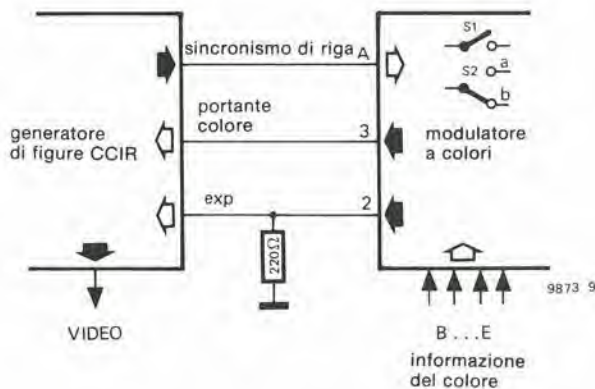 sincronismo di riga A
S1
S2
a
b
portante
colore
3
generatore
di figure CCIR
modulatore
a colori
exp
2
220Ω
9873 9
VIDEO
B . . . E
informazione
del colore